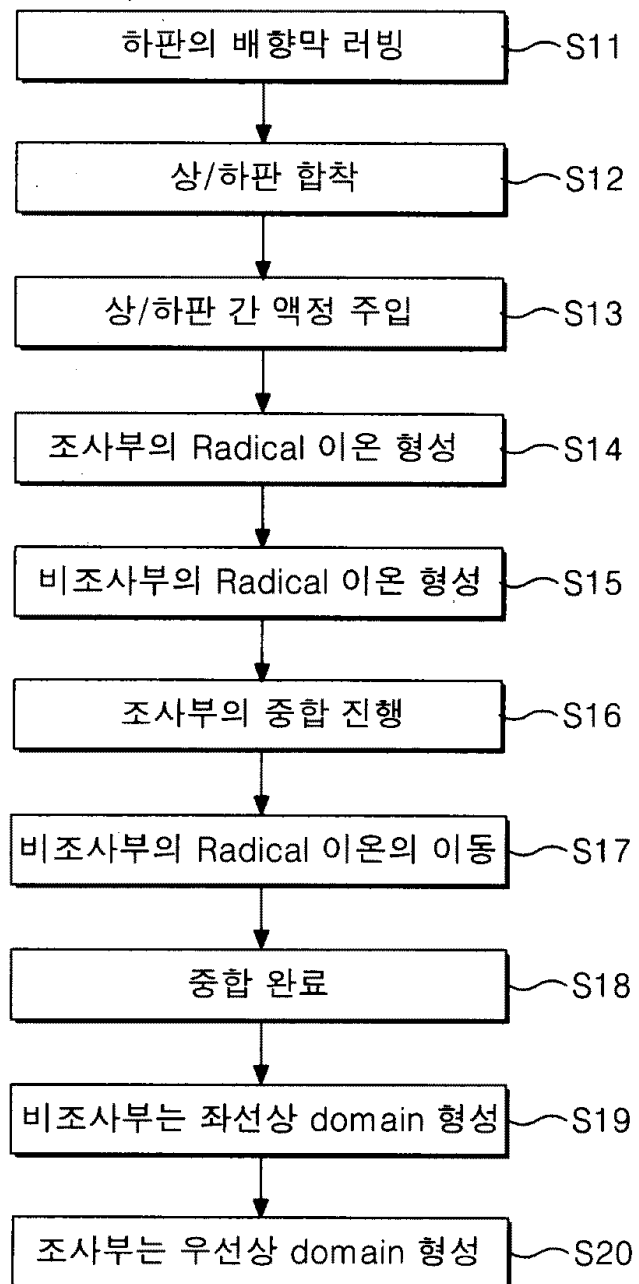 하판의 배향막 러빙 S11
상/하판 합착 S12
상/하판 간 액정 주입 S13
조사부의 Radical 이온 형성 S14
비조사부의 Radical 이온 형성 S15
조사부의 중합 진행 S16
비조사부의 Radical 이온의 이동 S17
중합 완료 S18
비조사부는 좌선상 domain 형성 S19
조사부는 우선상 domain 형성 S20